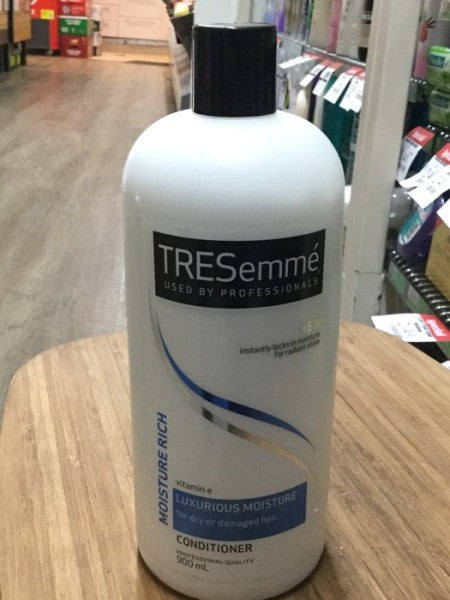 TRESemmé
USED BY PROFESSIONALS
NEW
instantly locks in moisture
for radiant shine
MOISTURE RICH
vitamin e
LUXURIOUS MOISTURE
for dry or damaged hair
CONDITIONER
PROFESSIONAL QUALITY
900 mL